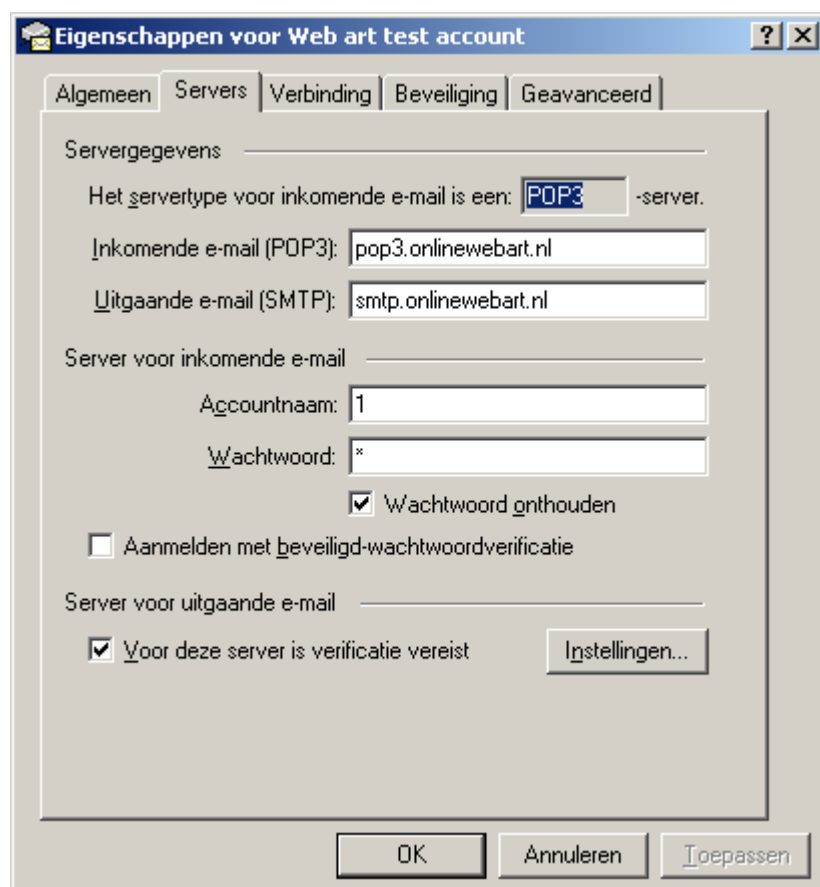 Eigenschappen voor Web art test account
Algemeen Servers Verbinding Beveiliging Geavanceerd
Servergegevens
Het servertype voor inkomende e-mail is een: POP3 -server.
Inkomende e-mail (POP3): pop3.onlinewebart.nl
Uitgaande e-mail (SMTP): smtp.onlinewebart.nl
Server voor inkomende e-mail
Accountnaam: 1
Wachtwoord: *
Wachtwoord onthouden
Aanmelden met beveiligd-wachtwoordverificatie
Server voor uitgaande e-mail
Voor deze server is verificatie vereist Instellingen...
OK Annuleren Toepassen